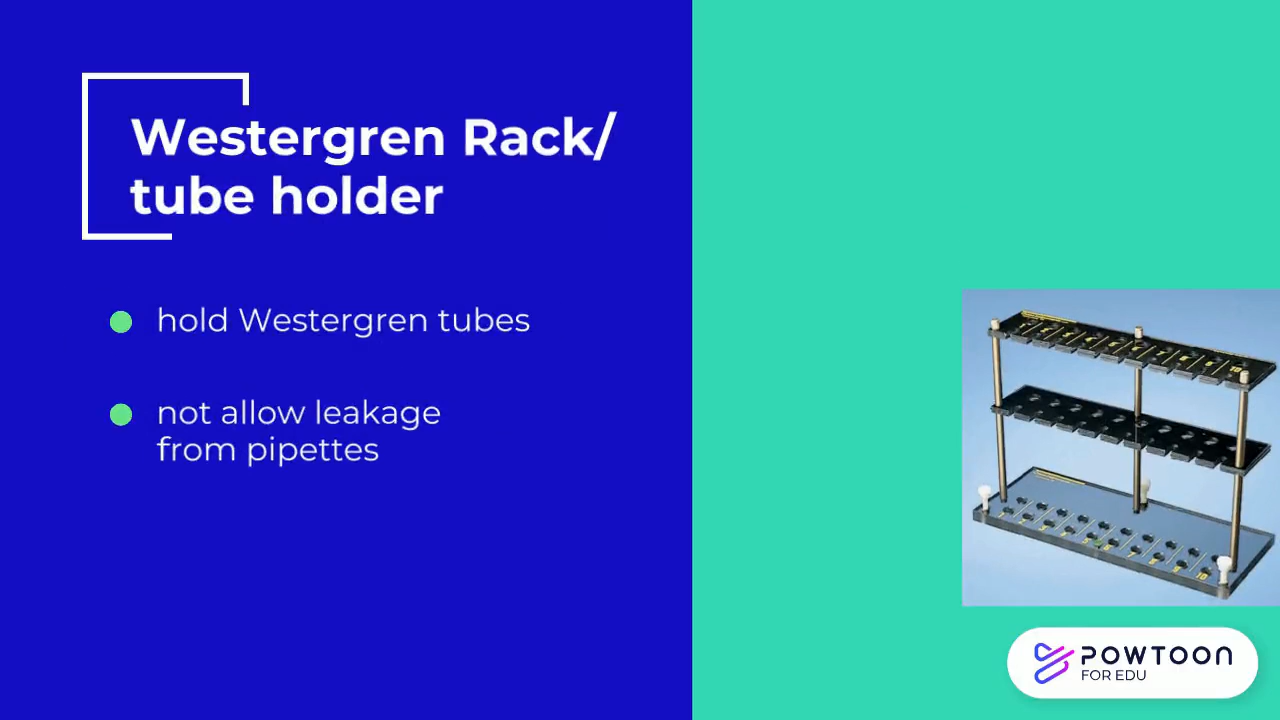 Westergren Rack/
tube holder
hold Westergren tubes
not allow leakage
from pipettes
POWTOON
FOR EDU